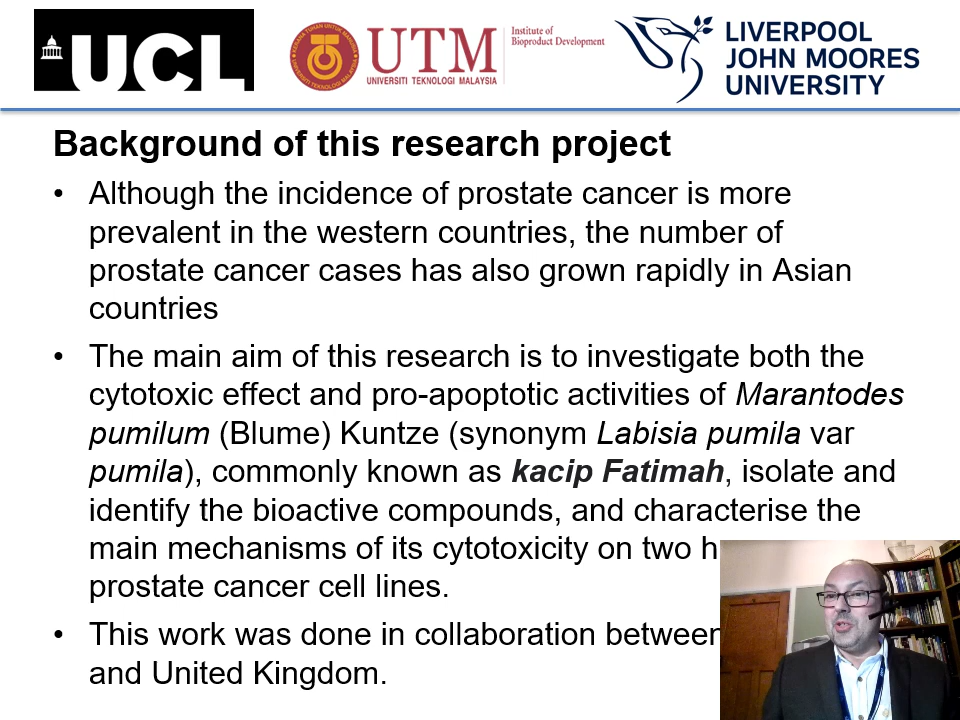 UCL
UTM
UNIVERSITI TEKNOLOGI MALAYSIA
Institute of
Bioproduct Development
LIVERPOOL
JOHN MOORES
UNIVERSITY
Background of this research project
• Although the incidence of prostate cancer is more
prevalent in the western countries, the number of
prostate cancer cases has also grown rapidly in Asian
countries
• The main aim of this research is to investigate both the
cytotoxic effect and pro-apoptotic activities of Marantodes
pumilum (Blume) Kuntze (synonym Labisia pumila var
pumila), commonly known as kacip Fatimah, isolate and
identify the bioactive compounds, and characterise the
main mechanisms of its cytotoxicity on two h
prostate cancer cell lines.
• This work was done in collaboration between
and United Kingdom.